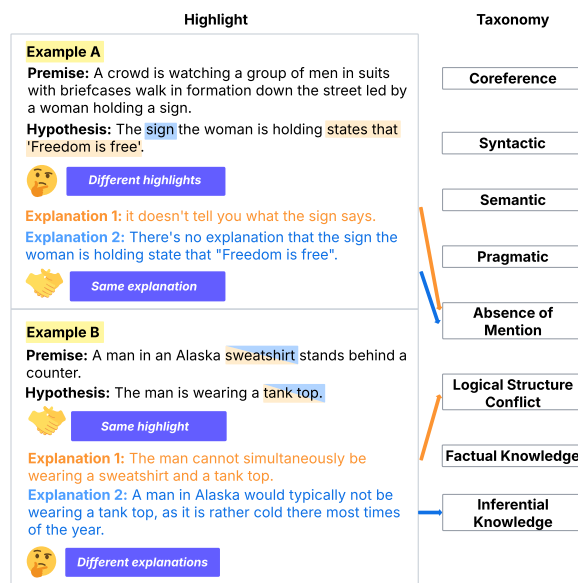 Highlight
Taxonomy
Example A
Premise: A crowd is watching a group of men in suits
with briefcases walk in formation down the street led by
a woman holding a sign.
Hypothesis: The sign the woman is holding states that
'Freedom is free'.
Different highlights
Explanation 1: it doesn't tell you what the sign says.
Explanation 2: There's no explanation that the sign the
woman is holding state that "Freedom is free".
Same explanation
Example B
Premise: A man in an Alaska sweatshirt stands behind a
counter.
Hypothesis: The man is wearing a tank top.
Same highlight
Explanation 1: The man cannot simultaneously be
wearing a sweatshirt and a tank top.
Explanation 2: A man in Alaska would typically not be
wearing a tank top, as it is rather cold there most times
of the year.
Different explanations
Coreference
Syntactic
Semantic
Pragmatic
Absence of
Mention
Logical Structure
Conflict
Factual Knowledge
Inferential
Knowledge